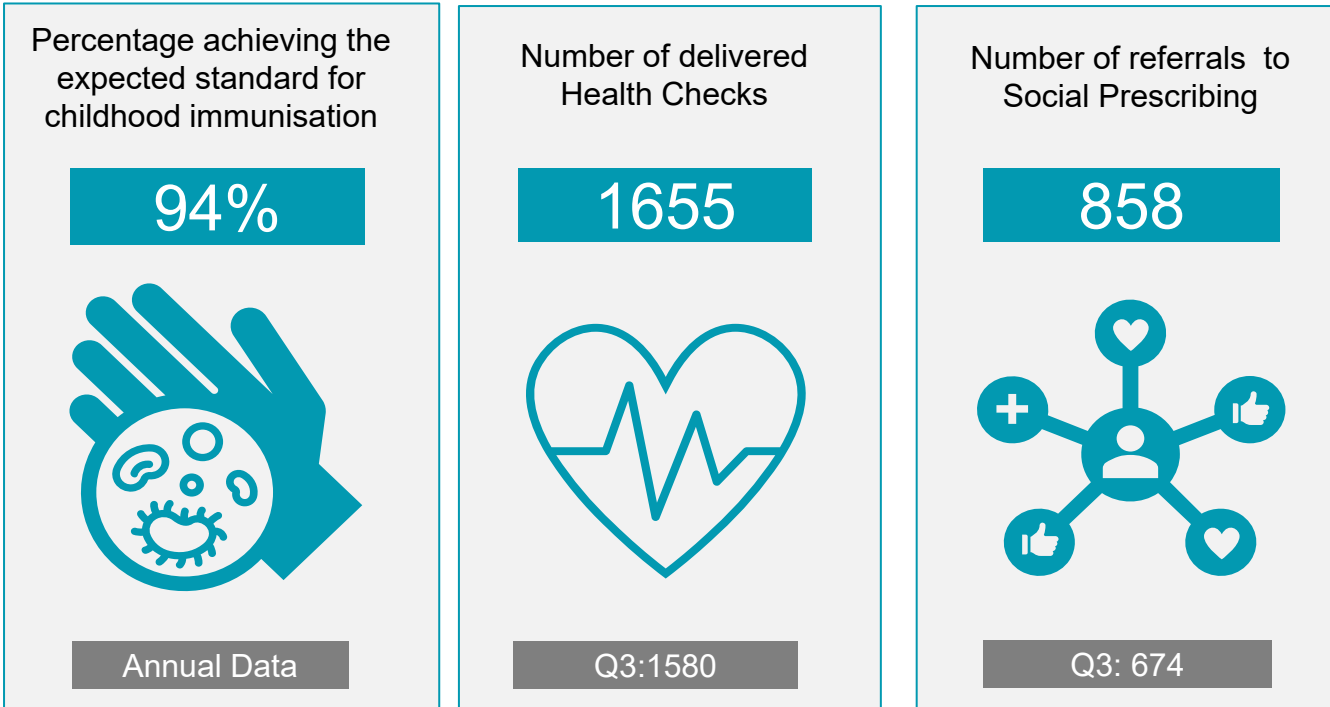 Percentage achieving the
expected standard for
childhood immunisation
94%
Annual Data
Number of delivered
Health Checks
1655
Q3:1580
Number of referrals  to
Social Prescribing
858
Q3: 674